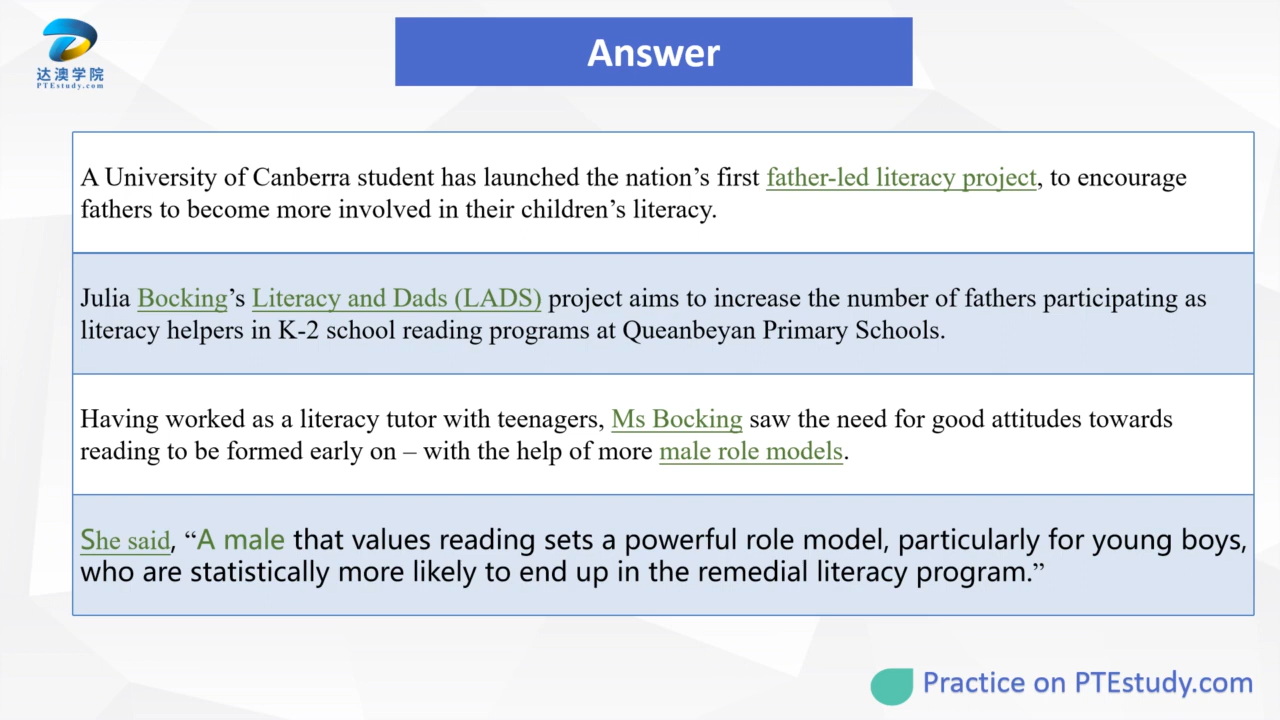 达澳学院
PTEstudy.com
Answer
A University of Canberra student has launched the nation’s first father-led literacy project, to encourage
fathers to become more involved in their children’s literacy.
Julia Bocking’s Literacy and Dads (LADS) project aims to increase the number of fathers participating as
literacy helpers in K-2 school reading programs at Queanbeyan Primary Schools.
Having worked as a literacy tutor with teenagers, Ms Bocking saw the need for good attitudes towards
reading to be formed early on – with the help of more male role models.
She said, “A male that values reading sets a powerful role model, particularly for young boys,
who are statistically more likely to end up in the remedial literacy program.”
Practice on PTEstudy.com